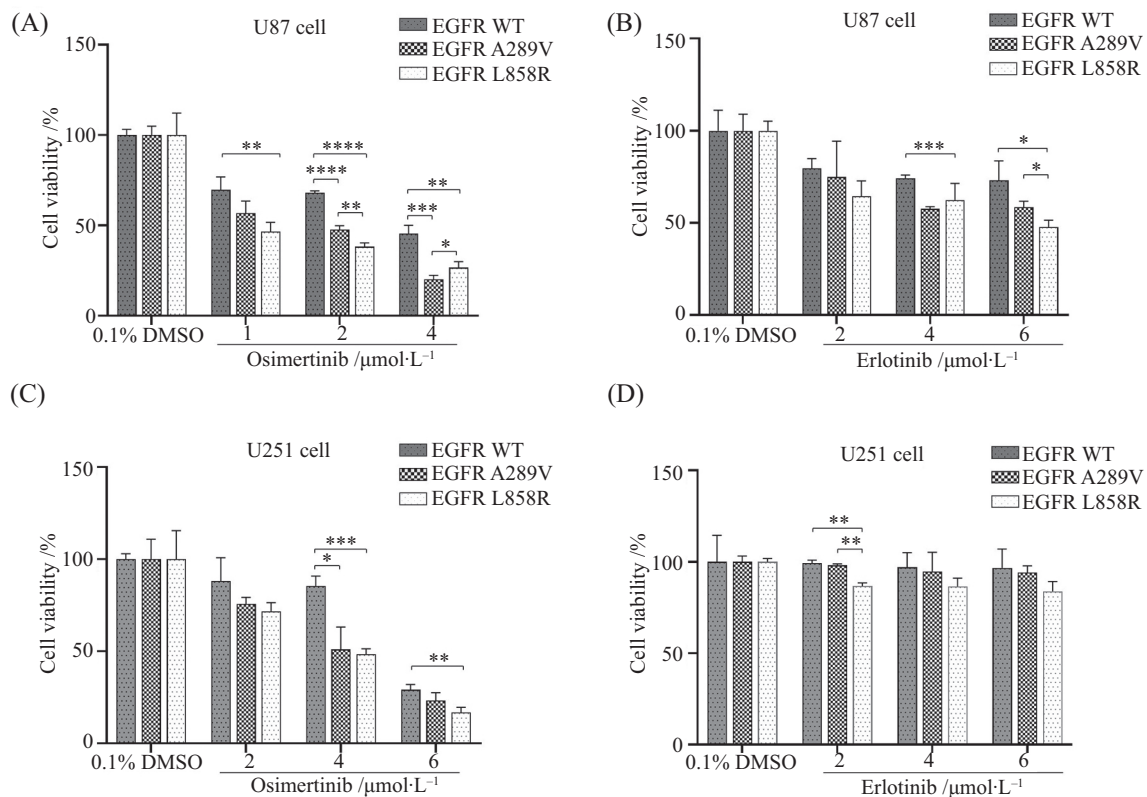 (A)
U87 cell
EGFR WT
EGFR A289V
EGFR L858R
Cell viability /%
150
100
50
0
**
****
****
**
**
***
*
0.1% DMSO 1 2 4
Osimertinib /μmol·L⁻¹
(B)
U87 cell
EGFR WT
EGFR A289V
EGFR L858R
Cell viability /%
150
100
50
0
***
*
*
0.1% DMSO 2 4 6
Erlotinib /μmol·L⁻¹
(C)
U251 cell
EGFR WT
EGFR A289V
EGFR L858R
Cell viability /%
150
100
50
0
***
*
**
0.1% DMSO 2 4 6
Osimertinib /μmol·L⁻¹
(D)
U251 cell
EGFR WT
EGFR A289V
EGFR L858R
Cell viability /%
150
100
50
0
**
**
0.1% DMSO 2 4 6
Erlotinib /μmol·L⁻¹